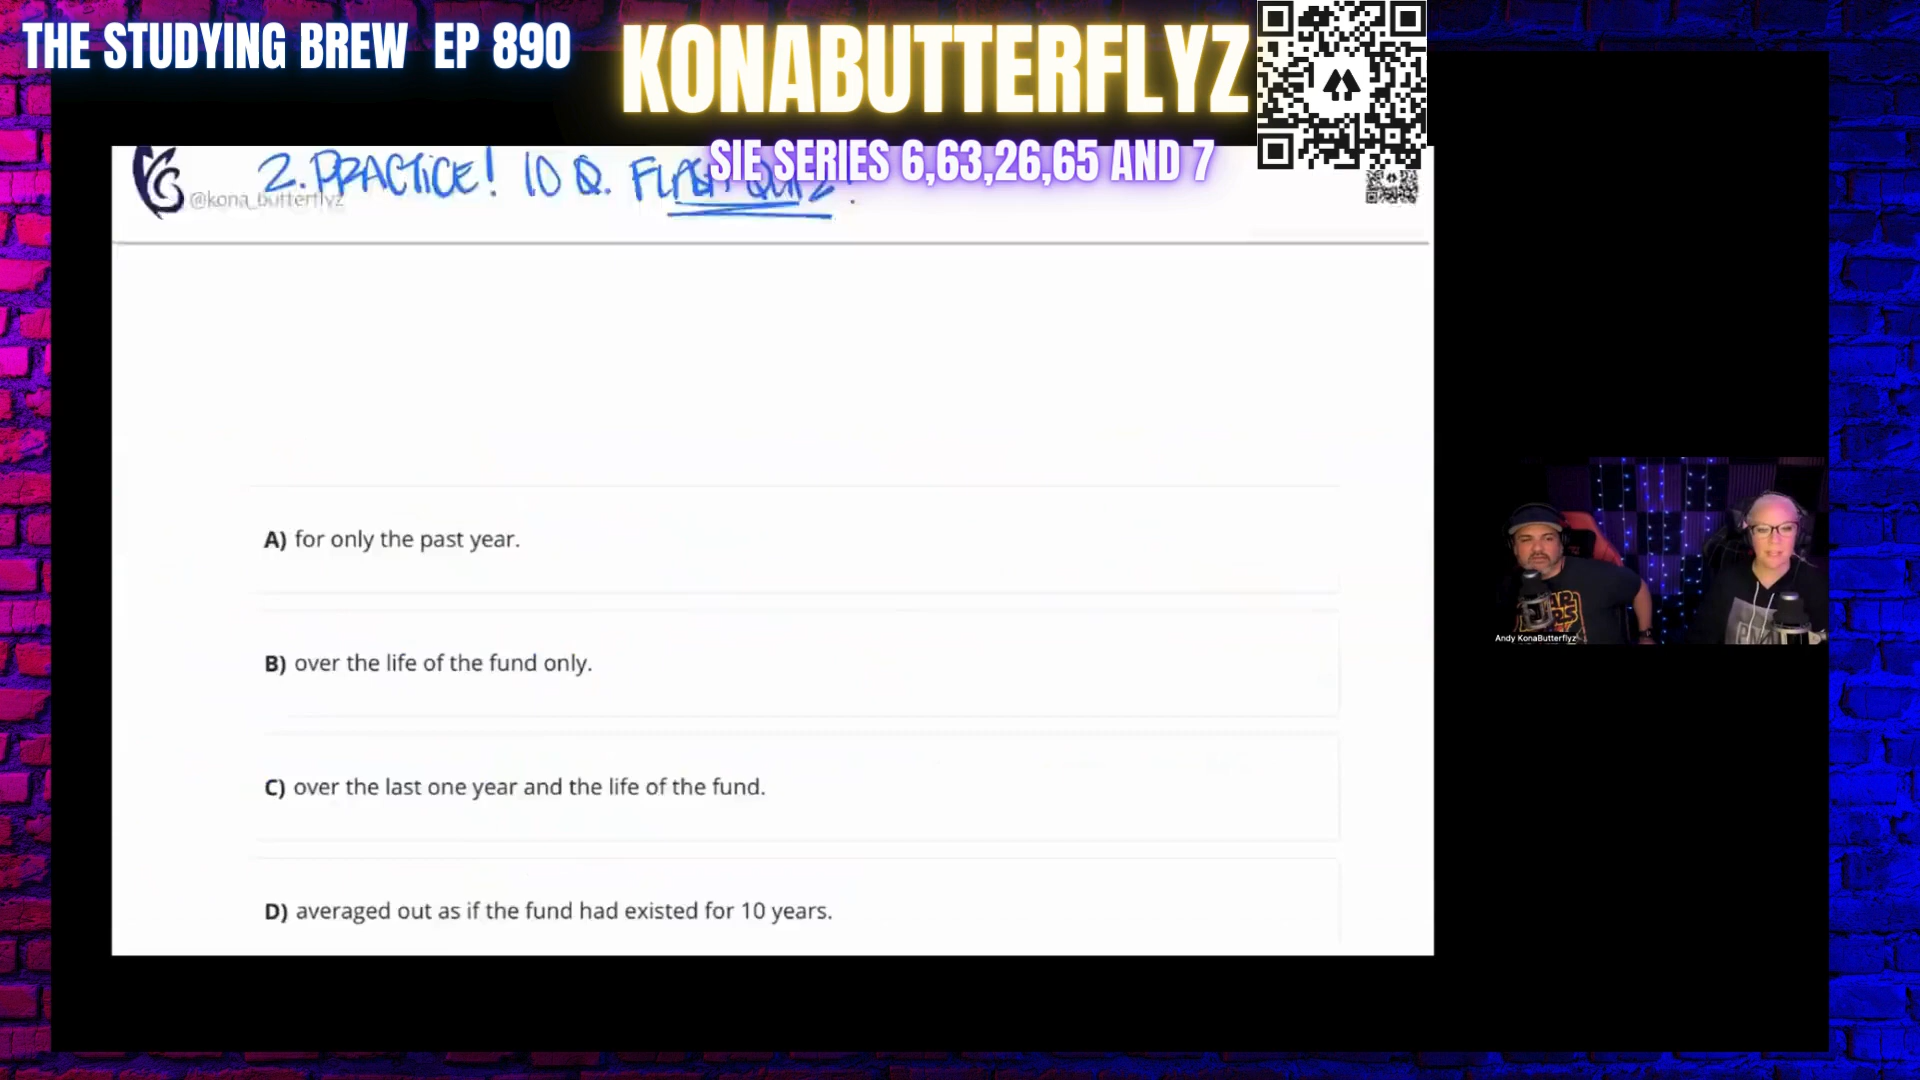 THE STUDYING BREW EP 890
KONABUTTERFLYZ
SIE SERIES 6,63,26,65 AND 7
2. PRACTICE! 10 Q. FLASH QUIZ!
@kona_butterflyz
A) for only the past year.
B) over the life of the fund only.
C) over the last one year and the life of the fund.
D) averaged out as if the fund had existed for 10 years.
Andy KonaButterflyz